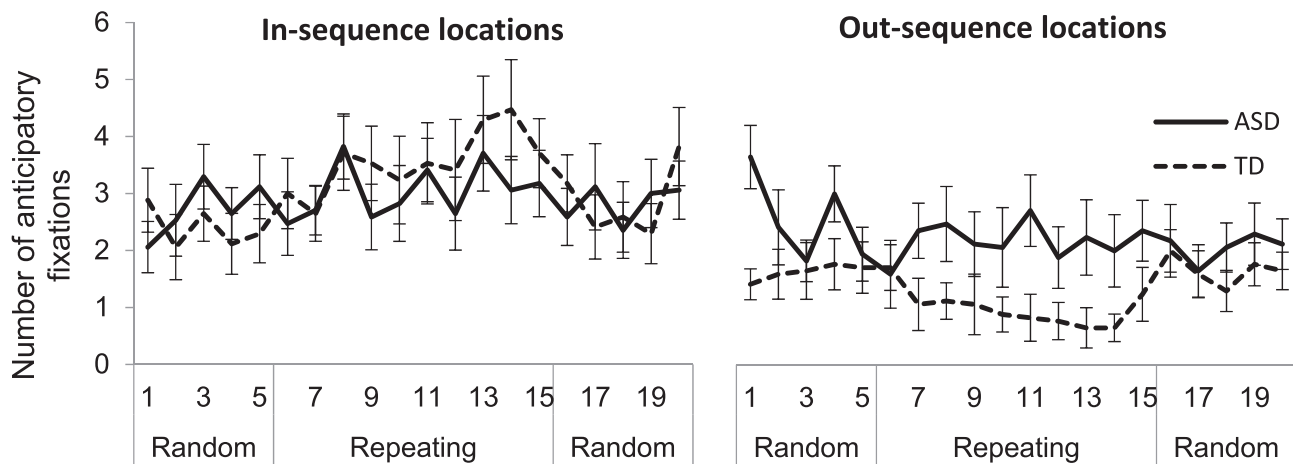 In-sequence locations
Out-sequence locations
Number of anticipatory
fixations
6
5
4
3
2
1
0
ASD
TD
1 3 5 7 9 11 13 15 17 19
Random Repeating Random
1 3 5 7 9 11 13 15 17 19
Random Repeating Random